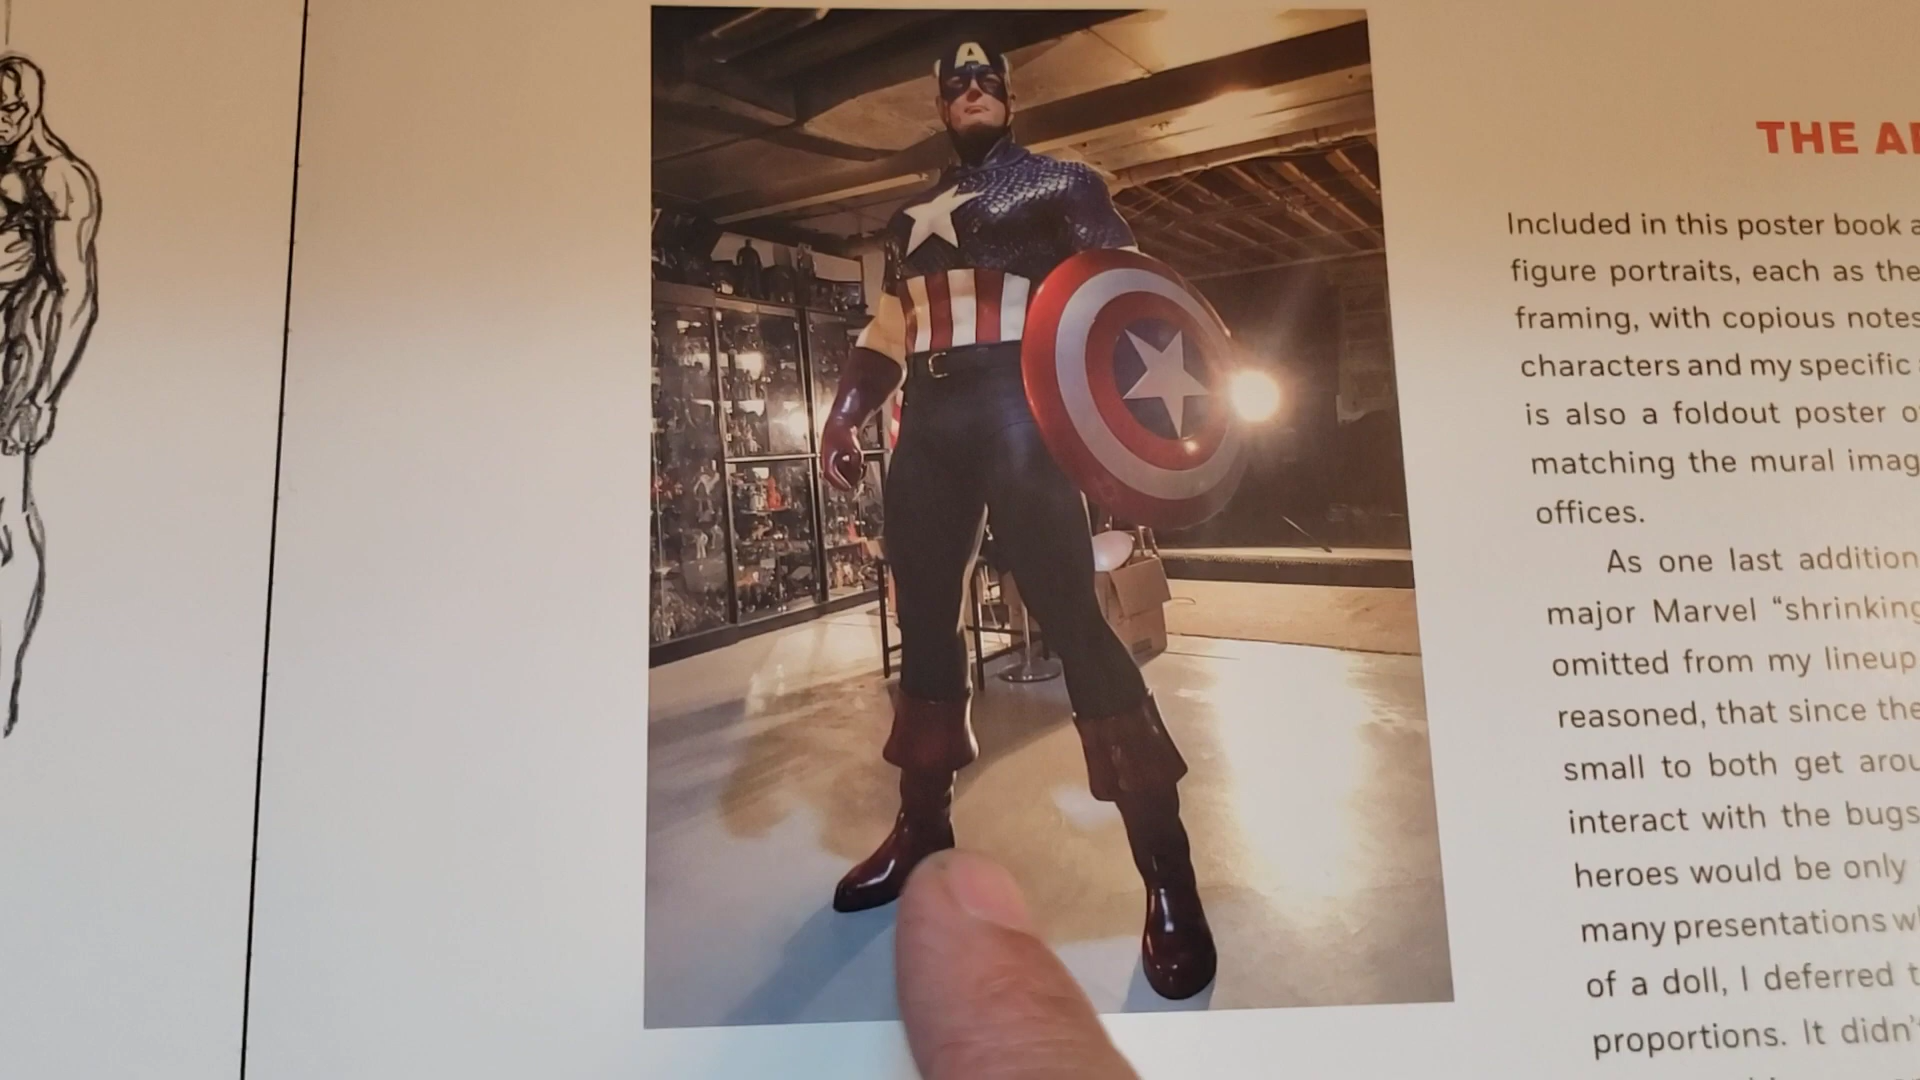 A
THE
Included in this poster book
figure portraits, each as the
framing, with copious notes
characters and my specific
is also a foldout poster
matching the mural
offices.
As one last addition
major Marvel “shrinking
omitted from my lineup
reasoned, that since the
small to both get
interact with the bugs
heroes would be only
many presentations
of a doll, I deferred
proportions. It didn’